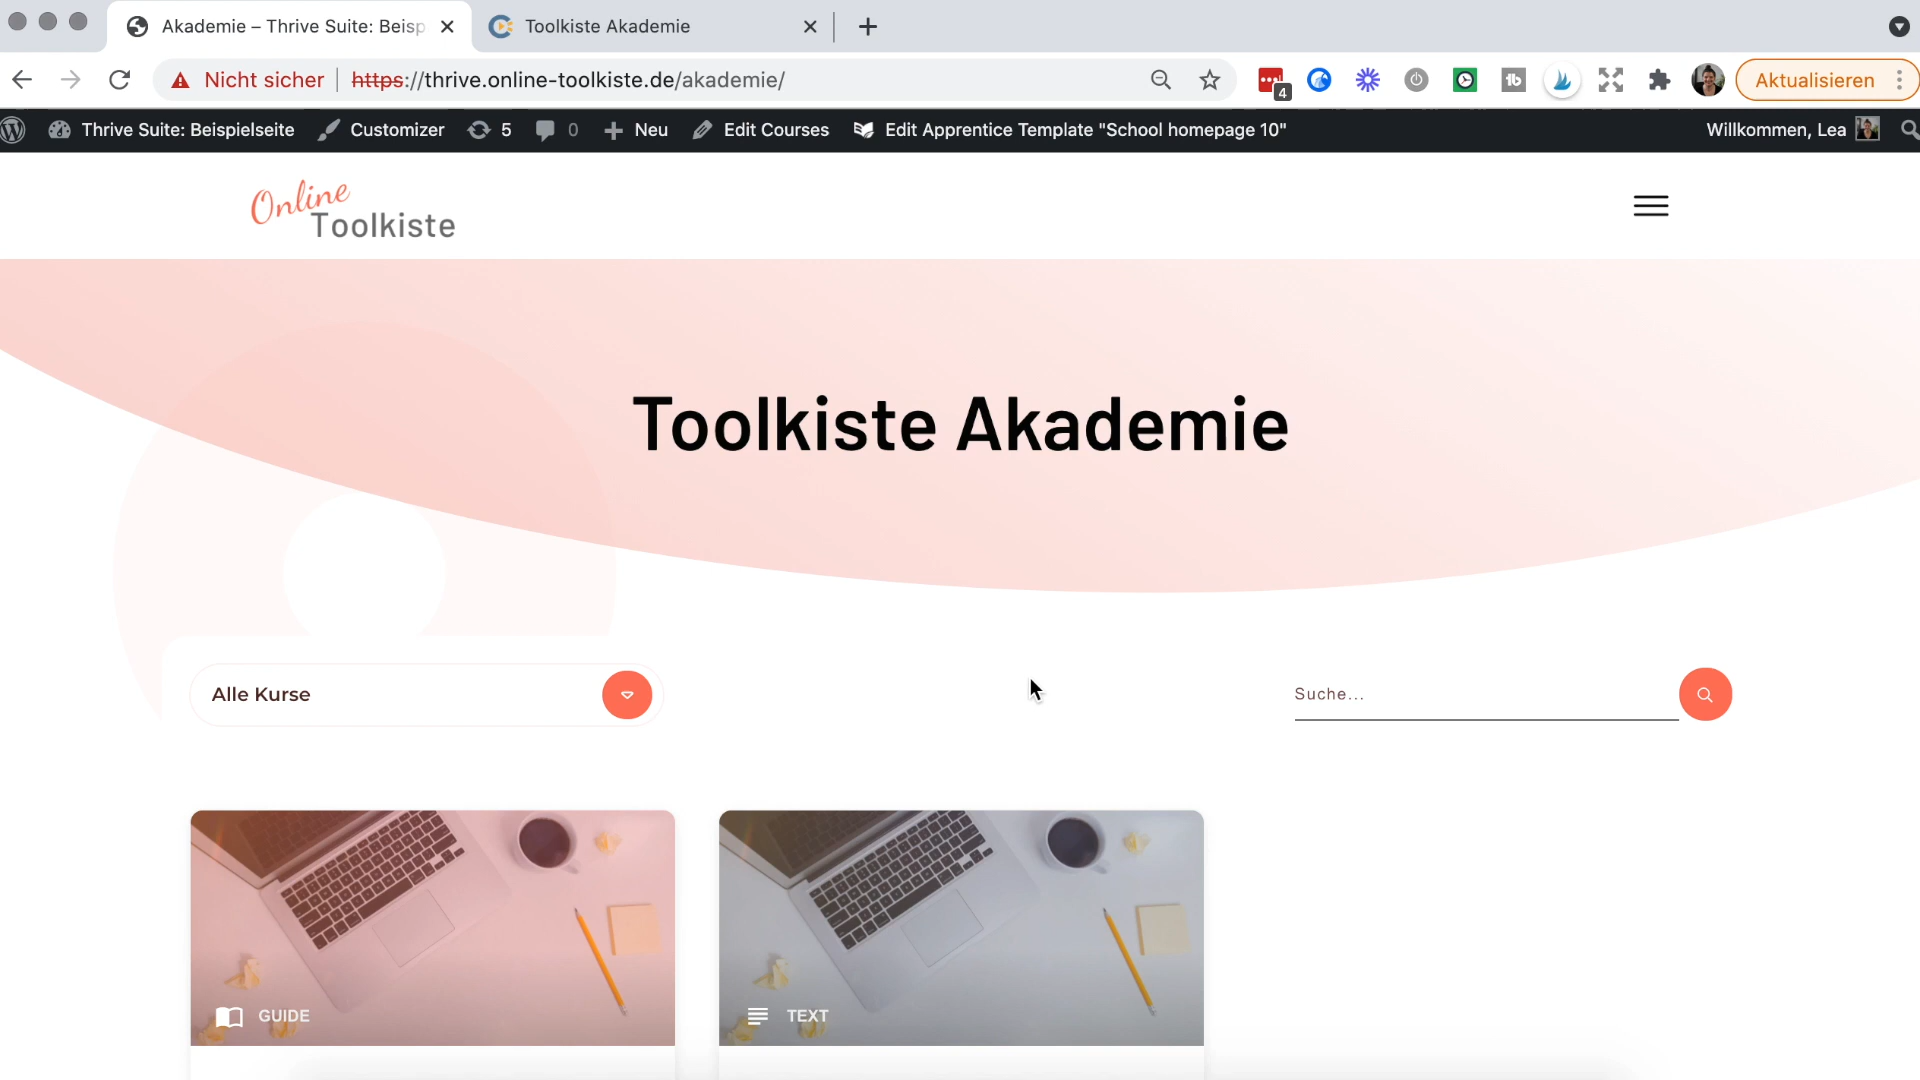 Akademie – Thrive Suite: Beisp
Toolkiste Akademie
Nicht sicher
https://thrive.online-toolkiste.de/akademie/
4
Aktualisieren
Thrive Suite: Beispielseite
Customizer
5
0
Neu
Edit Courses
Edit Apprentice Template "School homepage 10"
Willkommen, Lea
Online
Toolkiste
Toolkiste Akademie
Alle Kurse
Suche...
GUIDE
TEXT